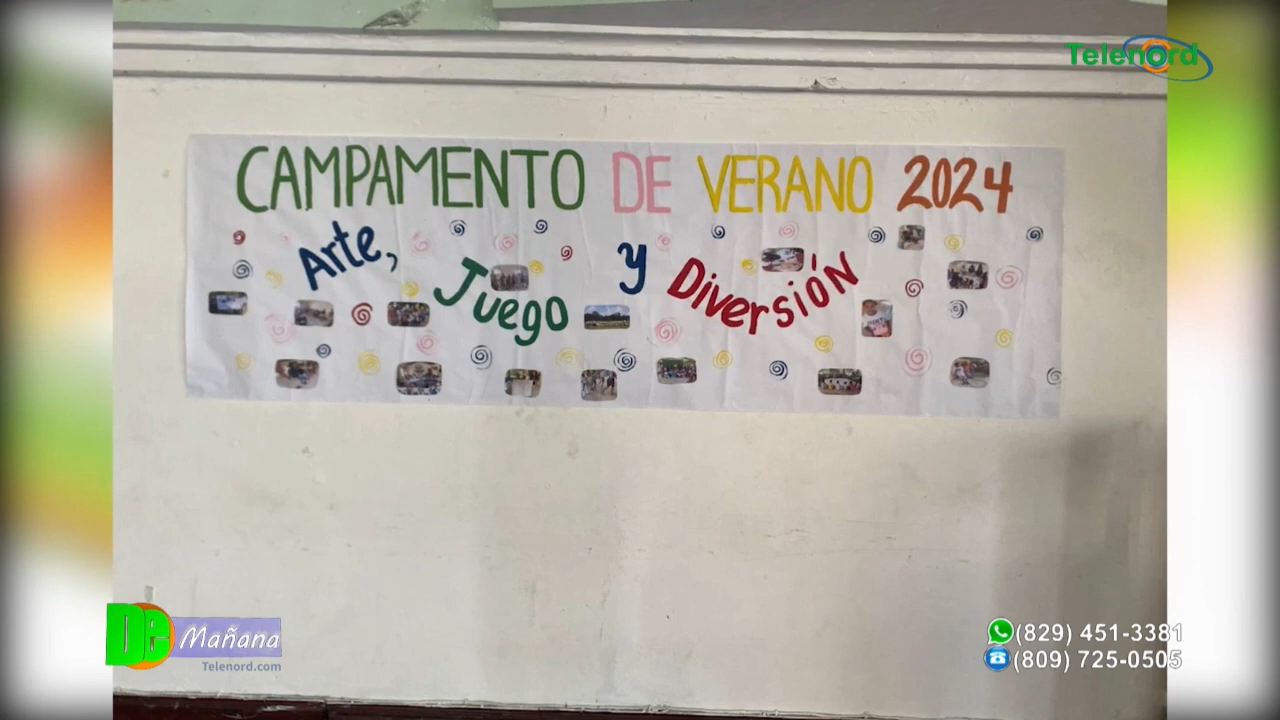 Telenord
CAMPAMENTO DE VERANO 2024
Arte, Juego y Diversión
De Mañana
Telenord.com
(829) 451-3381
(809) 725-0505